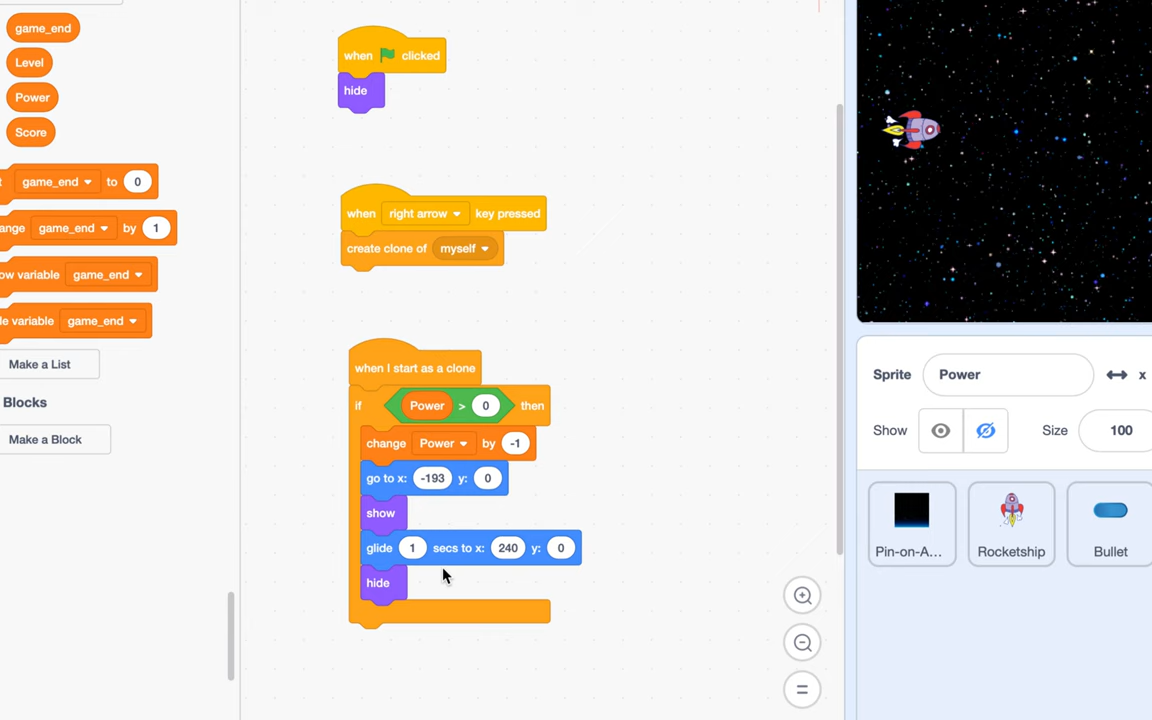 game_end
Level
Power
Score
game_end to 0
ange game_end by 1
ow variable game_end
le variable game_end
Make a List
Blocks
Make a Block
when clicked
hide
when right arrow key pressed
create clone of myself
when I start as a clone
if Power > 0 then
change Power by -1
go to x: -193 y: 0
show
glide 1 secs to x: 240 y: 0
hide
Sprite Power x
Show Size 100
Pin-on-A... Rocketship Bullet